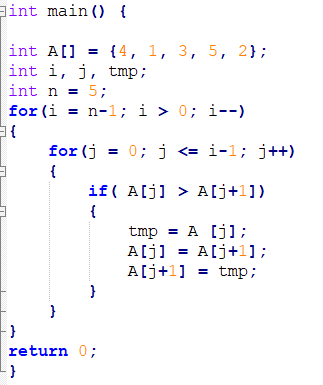 int main() {
int A[] = {4, 1, 3, 5, 2};
int i, j, tmp;
int n = 5;
for(i = n-1; i > 0; i--)
{
for(j = 0; j <= i-1; j++)
{
if( A[j] > A[j+1])
{
tmp = A [j];
A[j] = A[j+1];
A[j+1] = tmp;
}
}
}
return 0;
}